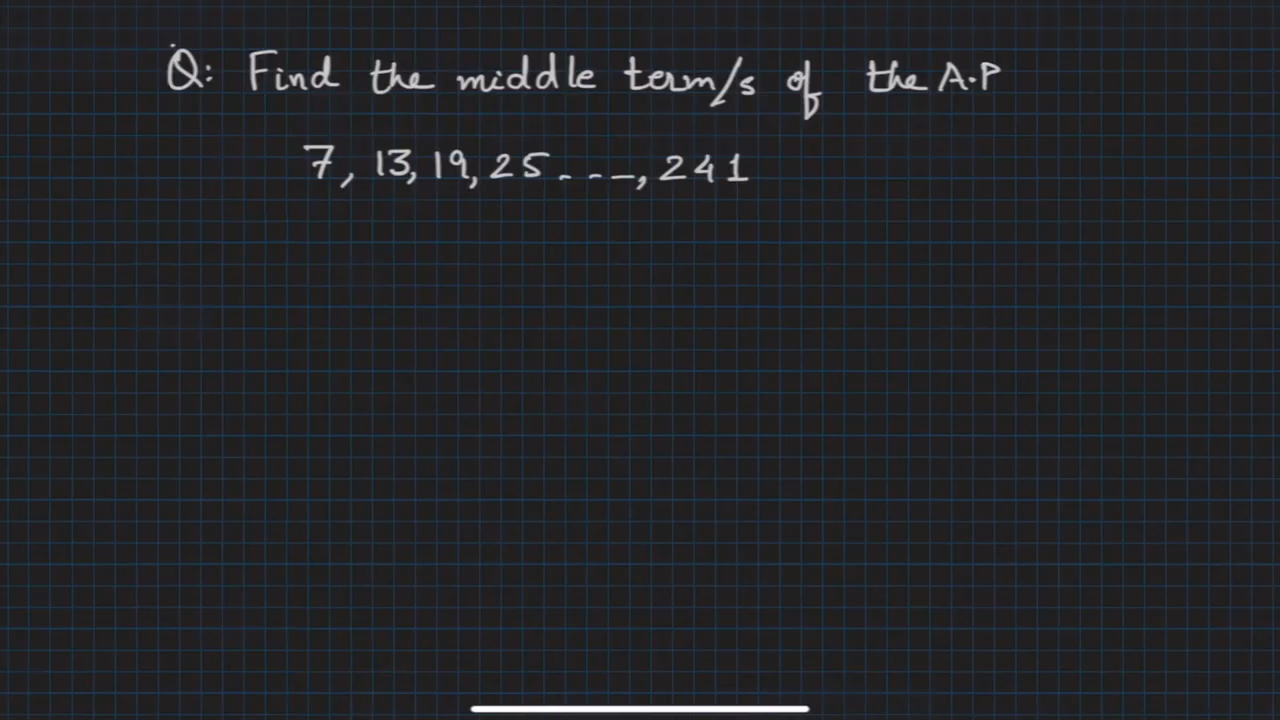 Q: Find the middle term/s of the A.P
7, 13, 19, 25 . - -, 241